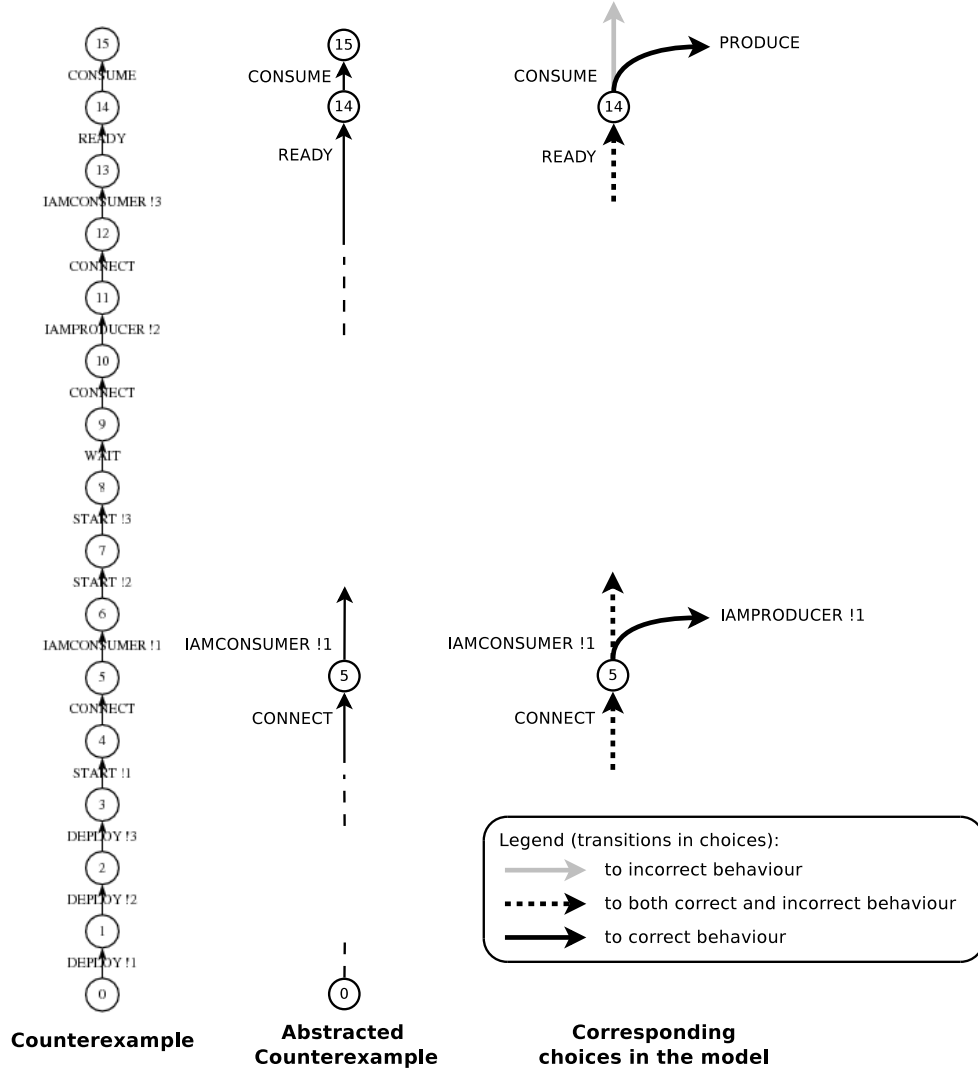 15
CONSUME
14
READY
13
IAMCONSUMER !3
12
CONNECT
11
IAMPRODUCER !2
10
CONNECT
9
WAIT
8
START !3
7
START !2
6
IAMCONSUMER !1
5
CONNECT
4
START !1
3
DEPLOY !3
2
DEPLOY !2
1
DEPLOY !1
0
Counterexample
15
CONSUME
14
READY
IAMCONSUMER !1
5
CONNECT
0
Abstracted
Counterexample
PRODUCE
CONSUME
14
READY
IAMPRODUCER !1
IAMCONSUMER !1
5
CONNECT
Legend (transitions in choices):
to incorrect behaviour
to both correct and incorrect behaviour
to correct behaviour
Corresponding
choices in the model